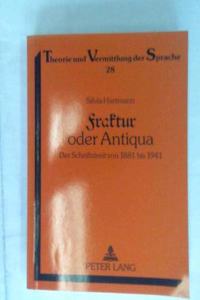 Theorie und Vermittlung der Sprache
28
Silvia Hartmann
Fraktur
oder Antiqua
Der Schriftstreit von 1881 bis 1941
PETER LANG